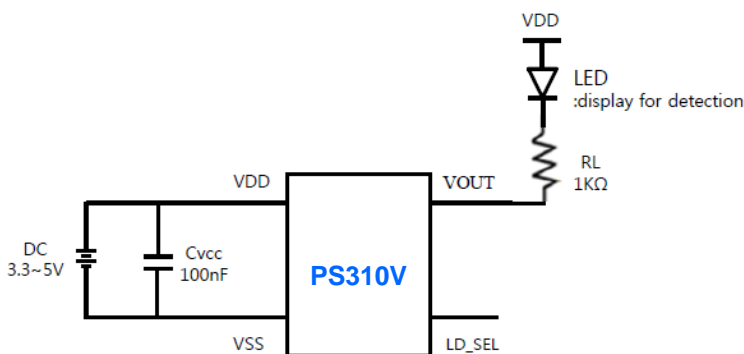 VDD
LED
:display for detection
RL
1KΩ
VDD
VOUT
DC
3.3~5V
Cvcc
100nF
PS310V
VSS
LD_SEL